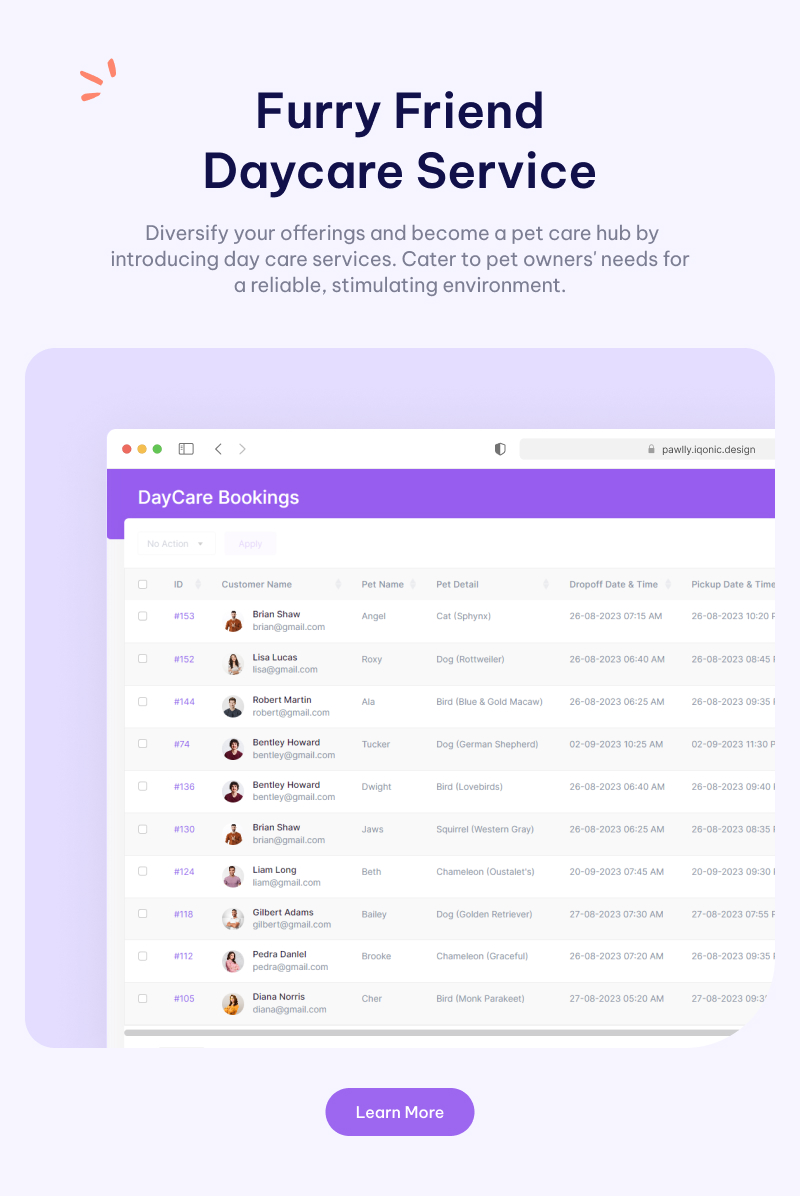 Furry Friend
Daycare Service
Diversify your offerings and become a pet care hub by
introducing day care services. Cater to pet owners' needs for
a reliable, stimulating environment.
pawlly.iqonic.design
DayCare Bookings
No Action Apply
ID Customer Name Pet Name Pet Detail Dropoff Date & Time Pickup Date & Time
#153 Brian Shaw Angel Cat (Sphynx) 26-08-2023 07:15 AM 26-08-2023 10:20
brian@gmail.com
#152 Lisa Lucas Roxy Dog (Rottweiler) 26-08-2023 06:40 AM 26-08-2023 08:45
lisa@gmail.com
#144 Robert Martin Ala Bird (Blue & Gold Macaw) 26-08-2023 06:25 AM 26-08-2023 09:35
robert@gmail.com
#74 Bentley Howard Tucker Dog (German Shepherd) 02-09-2023 10:25 AM 02-09-2023 11:30 P
bentley@gmail.com
#136 Bentley Howard Dwight Bird (Lovebirds) 26-08-2023 06:40 AM 26-08-2023 09:40
bentley@gmail.com
#130 Brian Shaw Jaws Squirrel (Western Gray) 26-08-2023 06:25 AM 26-08-2023 08:35
brian@gmail.com
#124 Liam Long Beth Chameleon (Oustalet's) 20-09-2023 07:45 AM 20-09-2023 09:30
liam@gmail.com
#118 Gilbert Adams Bailey Dog (Golden Retriever) 27-08-2023 07:30 AM 27-08-2023 07:55
gilbert@gmail.com
#112 Pedra Danlel Brooke Chameleon (Graceful) 26-08-2023 07:20 AM 26-08-2023 09:35
pedra@gmail.com
#105 Diana Norris Cher Bird (Monk Parakeet) 27-08-2023 05:20 AM 27-08-2023
diana@gmail.com
Learn More